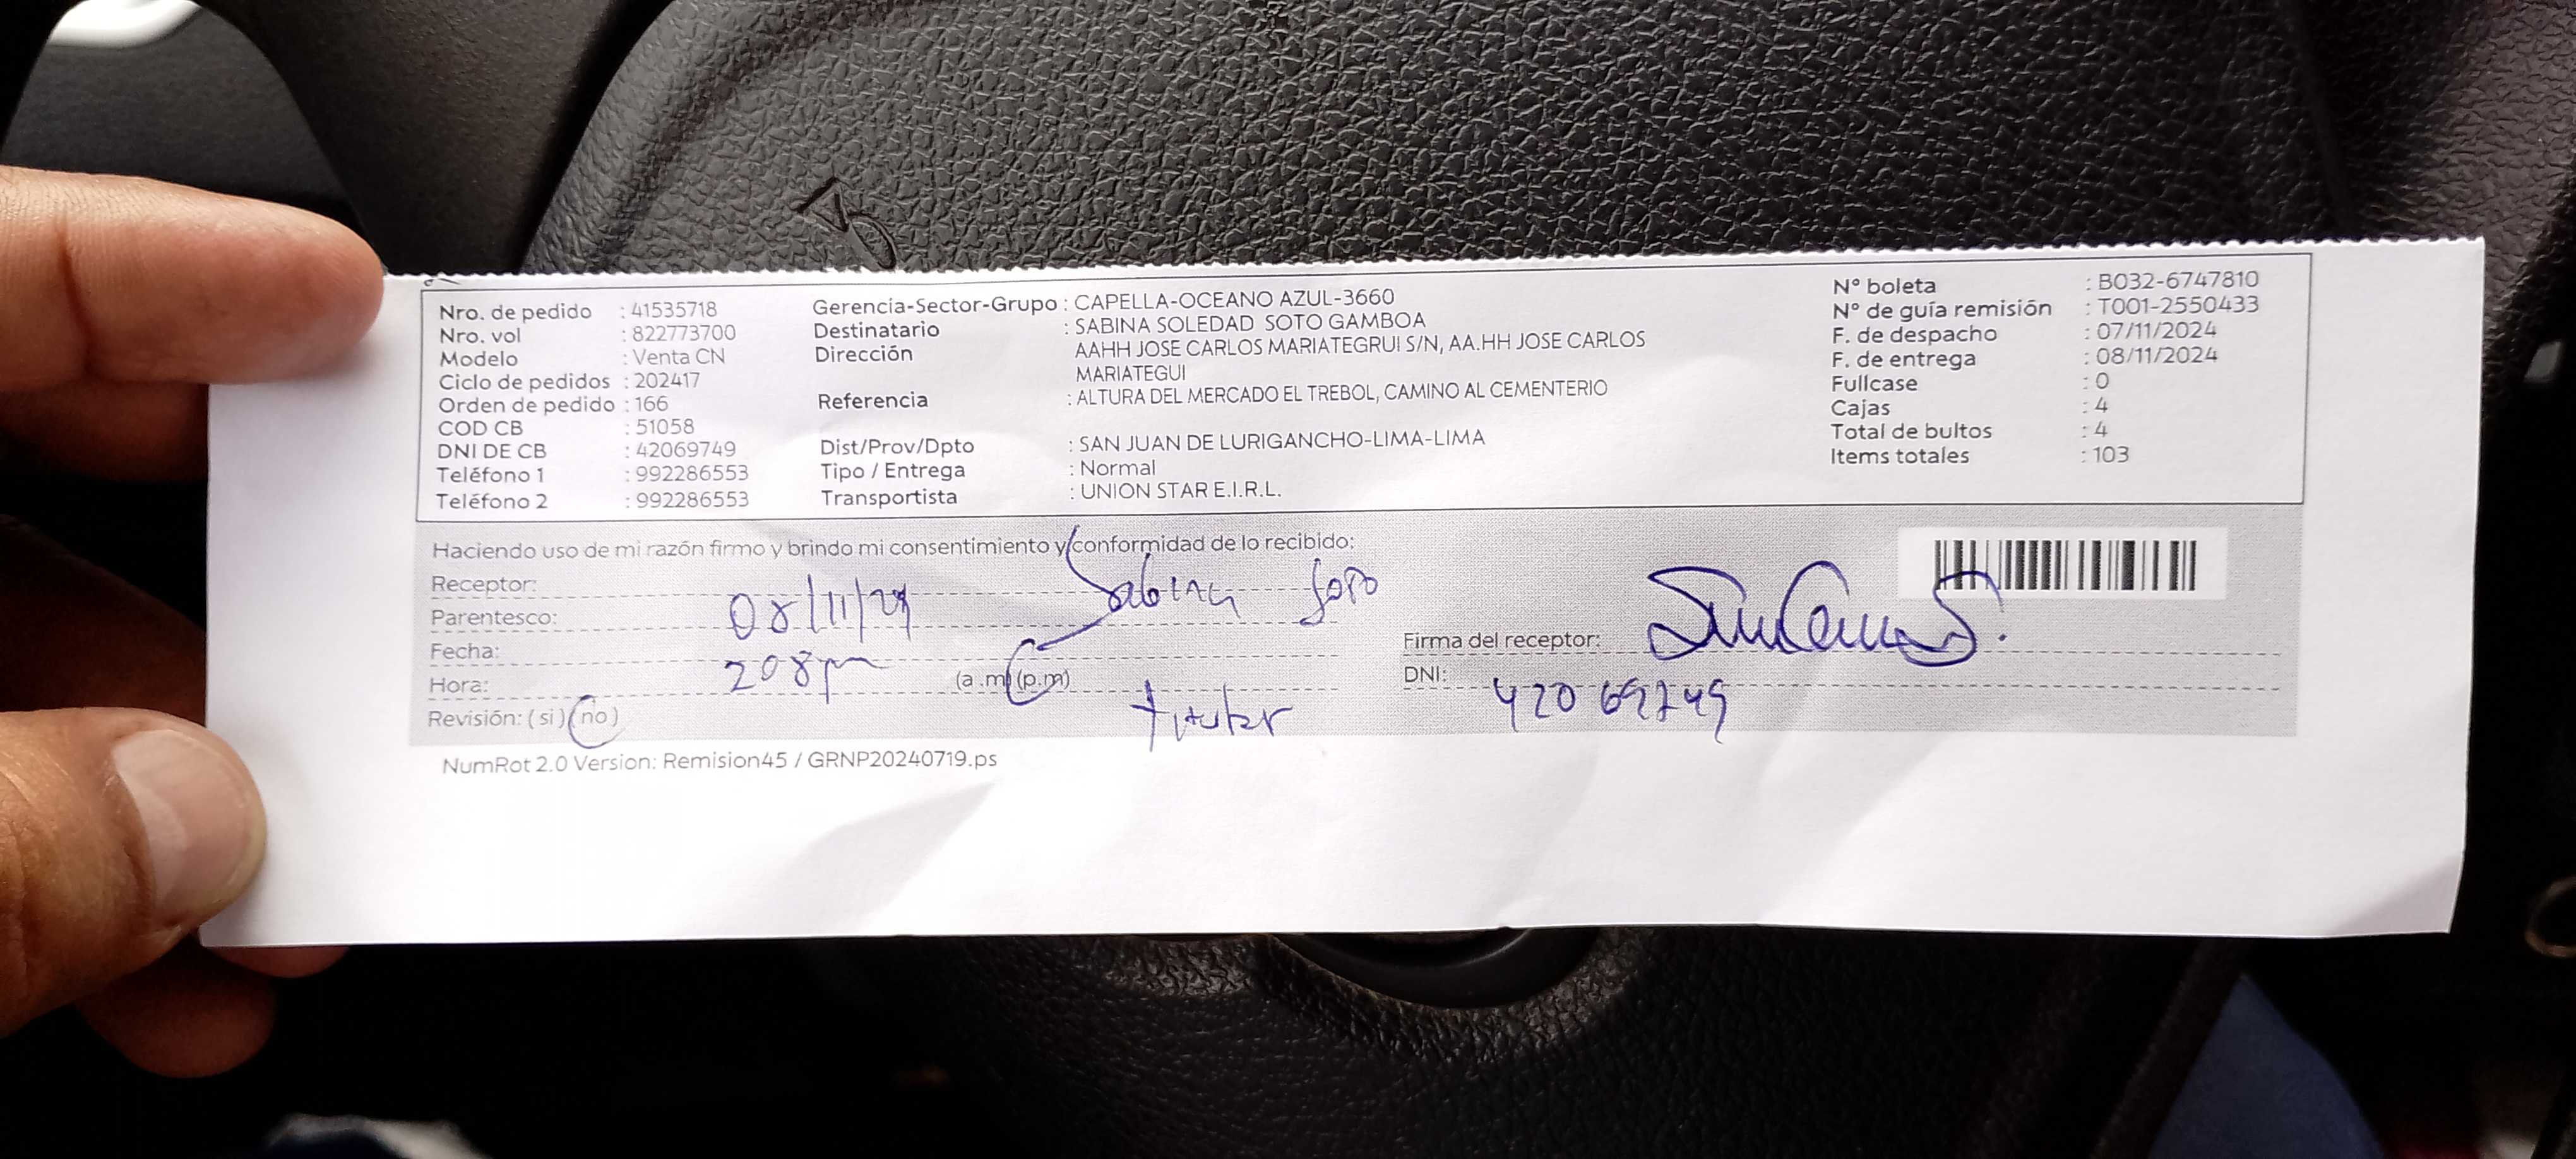 Nro. de pedido : 41535718
Nro. vol : 822773700
Modelo : Venta CN
Ciclo de pedidos : 202417
Orden de pedido : 166
COD CB : 51058
DNI DE CB : 42069749
Teléfono 1 : 992286553
Teléfono 2 : 992286553
Gerencia-Sector-Grupo : CAPELLA-OCEANO AZUL-3660
Destinatario : SABINA SOLEDAD SOTO GAMBOA
Dirección AAHH JOSE CARLOS MARIATEGRUI S/N, AA.HH JOSE CARLOS
MARIATEGUI
Referencia : ALTURA DEL MERCADO EL TREBOL, CAMINO AL CEMENTERIO
Dist/Prov/Dpto : SAN JUAN DE LURIGANCHO-LIMA-LIMA
Tipo / Entrega : Normal
Transportista : UNION STAR E.I.R.L.
N° boleta : B032-6747810
N° de guía remisión : T001-2550433
F. de despacho : 07/11/2024
F. de entrega : 08/11/2024
Fullcase : 0
Cajas : 4
Total de bultos : 4
Items totales : 103
Haciendo uso de mi razón firmo y brindo mi consentimiento y conformidad de lo recibido:
Receptor: Sabina Soto
Parentesco: 08/11/24
Fecha:
Hora: 208pm (a.m) (p.m)
Revisión: (si) (no) titular
Firma del receptor:
DNI: 42069749
NumRot 2.0 Version: Remision45 / GRNP20240719.ps